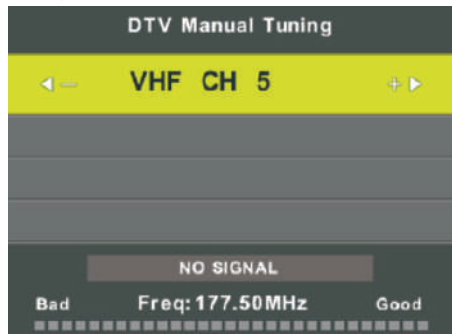 DTV Manual Tuning
VHF CH 5
NO SIGNAL
Bad Freq:177.50MHz Good